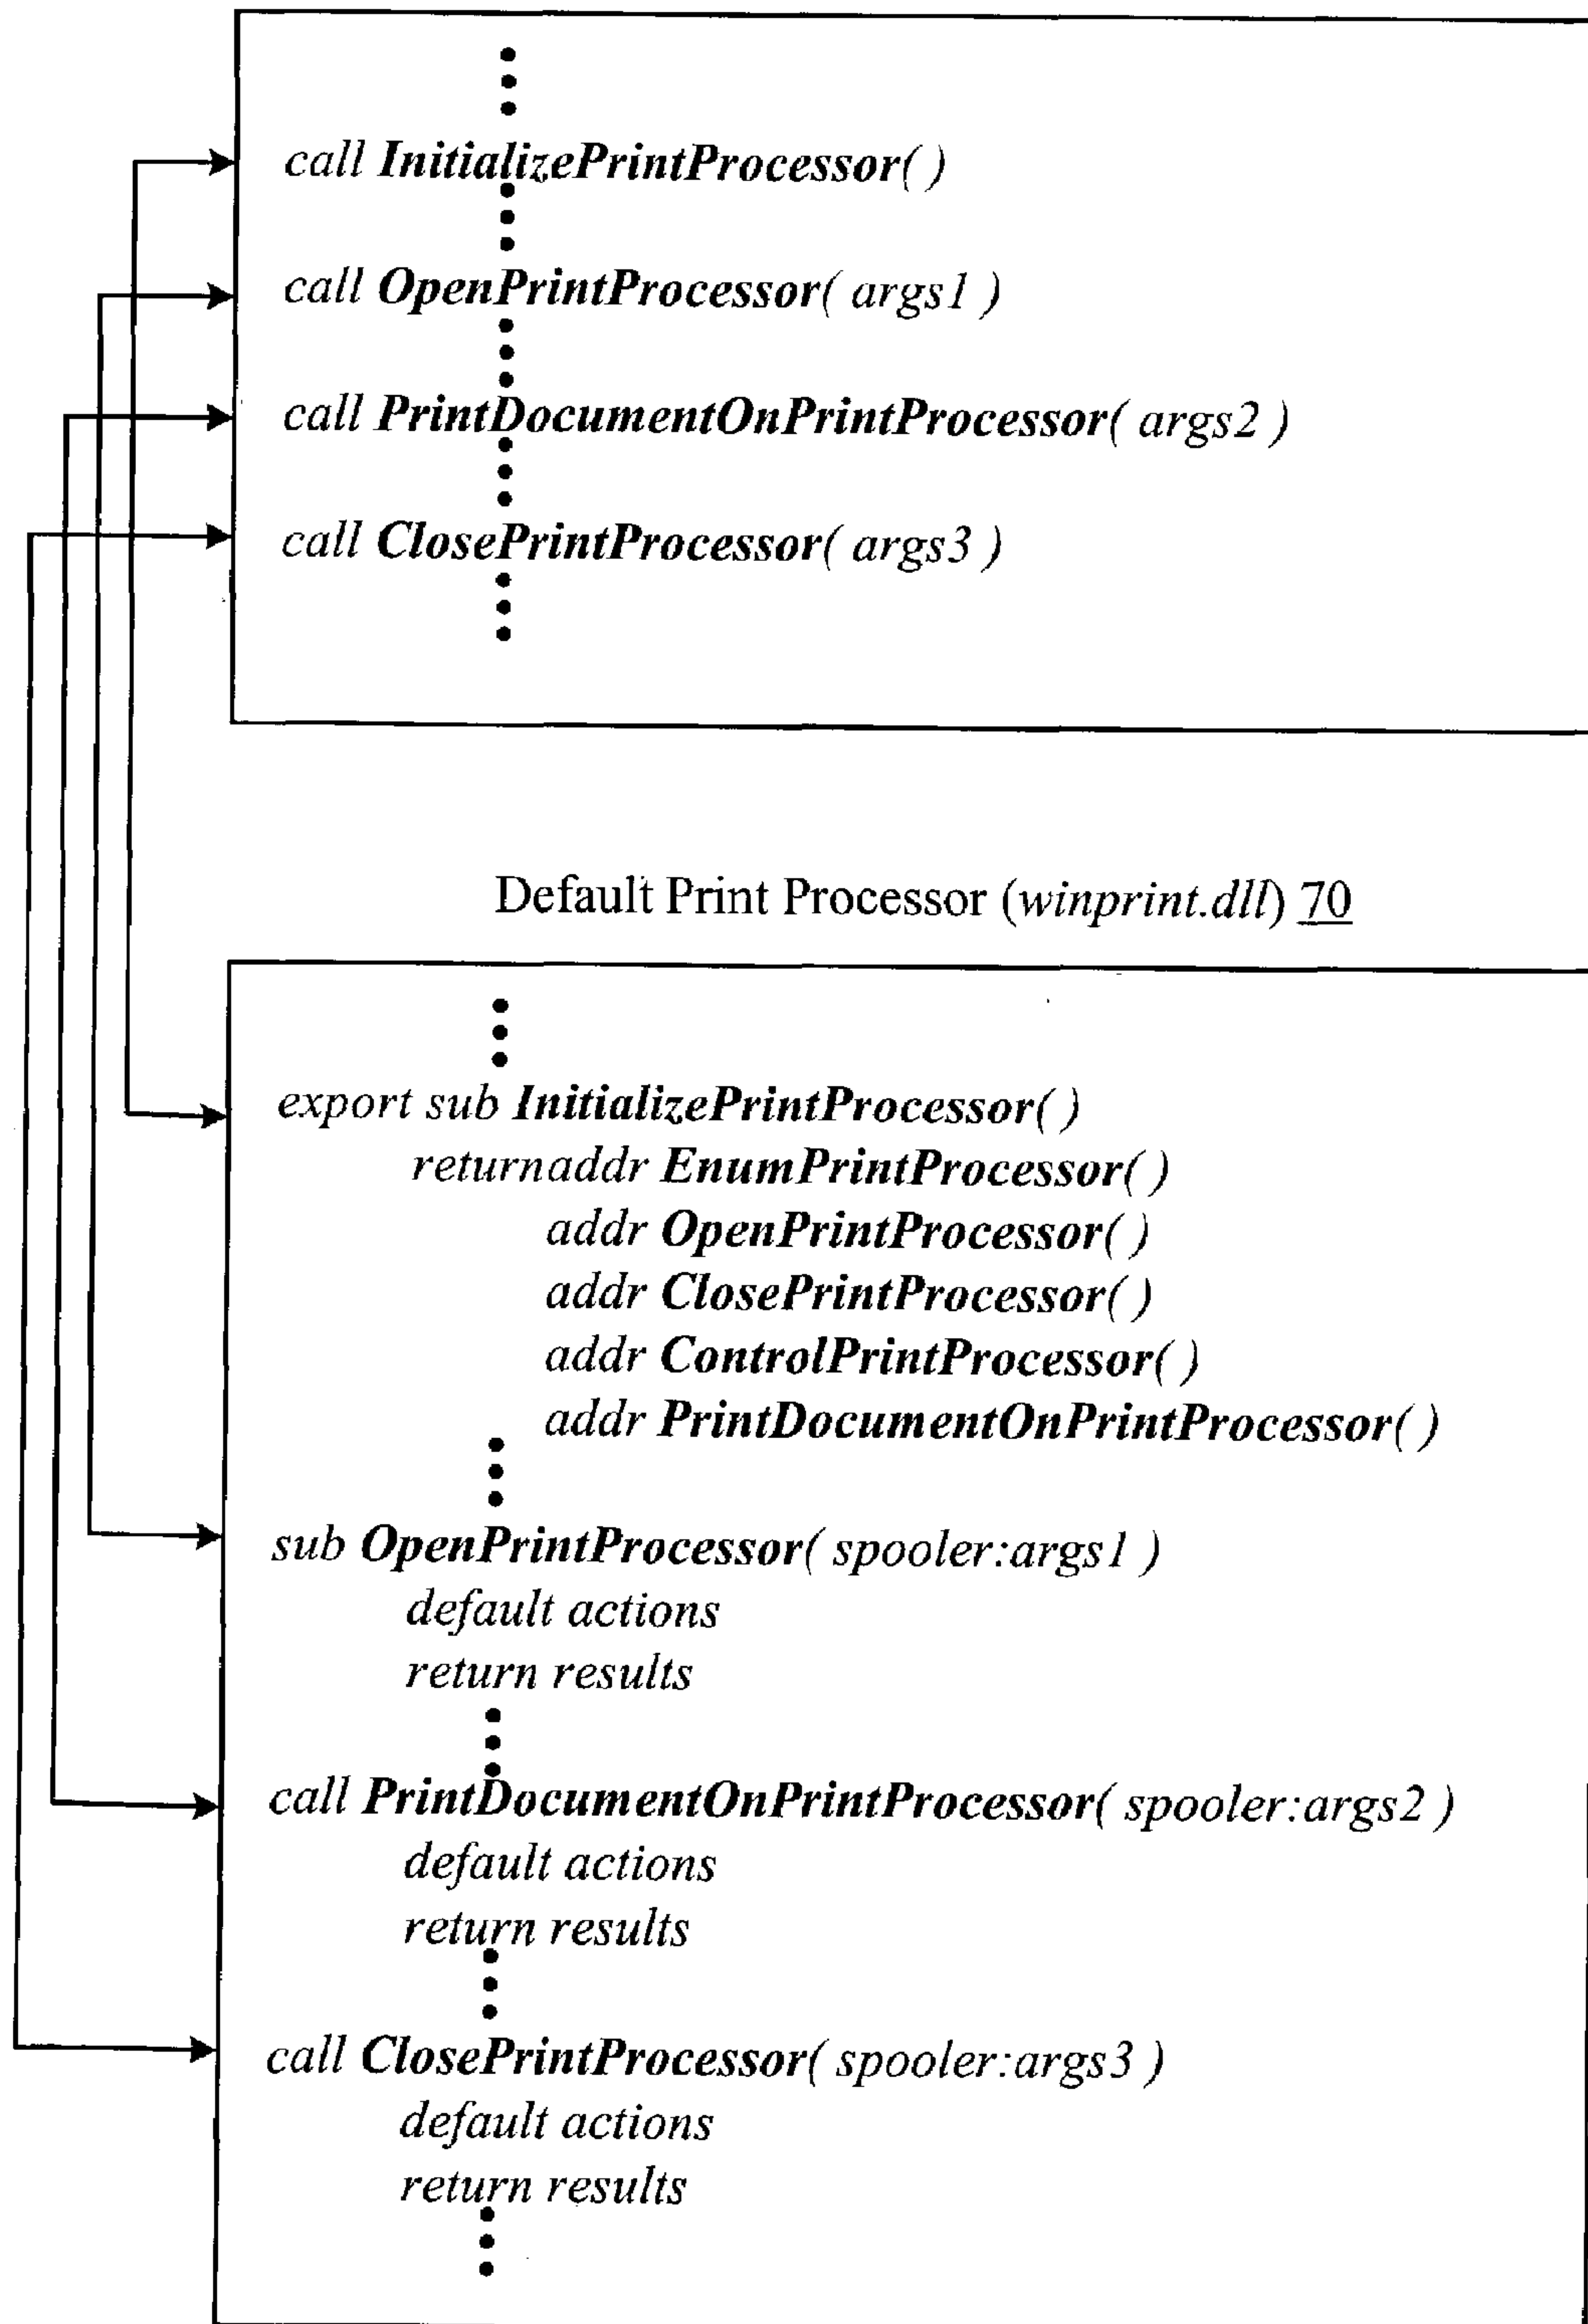 call InitializePrintProcessor( )
call OpenPrintProcessor( args1 )
call PrintDocumentOnPrintProcessor( args2 )
call ClosePrintProcessor( args3 )
Default Print Processor (winprint.dll) 70
export sub InitializePrintProcessor( )
returnaddr EnumPrintProcessor( )
addr OpenPrintProcessor( )
addr ClosePrintProcessor( )
addr ControlPrintProcessor( )
addr PrintDocumentOnPrintProcessor( )
sub OpenPrintProcessor( spooler:args1 )
default actions
return results
call PrintDocumentOnPrintProcessor( spooler:args2 )
default actions
return results
call ClosePrintProcessor( spooler:args3 )
default actions
return results